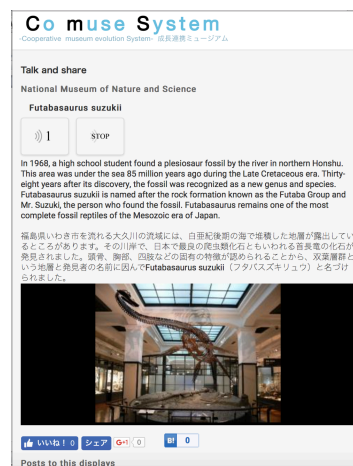 Co muse System
-Cooperative museum evolution System- 成長連携ミュージアム
Talk and share
National Museum of Nature and Science
Futabasaurus suzukii
1
STOP
In 1968, a high school student found a plesiosaur fossil by the river in northern Honshu.
This area was under the sea 85 million years ago during the Late Cretaceous era. Thirty-
eight years after its discovery, the fossil was recognized as a new genus and species.
Futabasaurus suzukii is named after the rock formation known as the Futaba Group and
Mr. Suzuki, the person who found the fossil. Futabasaurus remains one of the most
complete fossil reptiles of the Mesozoic era of Japan.
福島県いわき市を流れる大久川の流域には、白亜紀後期の海で堆積した地層が露出してい
るところがあります。その川岸で、日本で最良の爬虫類化石ともいわれる首長竜の化石が
発見されました。頭骨、胸部、四肢などの固有の特徴が認められることから、双葉層群と
いう地層と発見者の名前に因んでFutabasaurus suzukii（フタバスズキリュウ）と名づけ
られました。
いいね！ 0 シェア G+1 0 B! 0
Posts to this displays